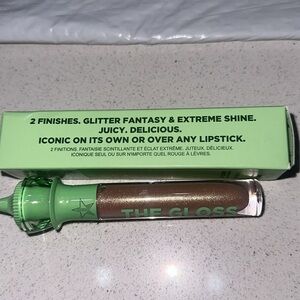 2 FINISHES. GLITTER FANTASY & EXTREME SHINE.
JUICY. DELICIOUS.
ICONIC ON ITS OWN OR OVER ANY LIPSTICK.
2 FINITIONS. FANTAISIE SCINTILLANTE ET ÉCLAT EXTRÊME. JUTEUX. DÉLICIEUX.
ICONIQUE SEUL OU SUR N'IMPORTE QUEL ROUGE À LÈVRES.
THE GLOSS